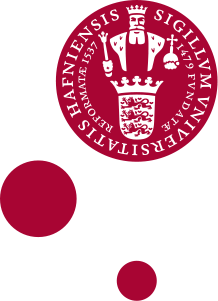 SIGILLVM VNIVERSITATIS HAFNIENSIS
REFORMATÆ 1537
1479 FVNDATÆ